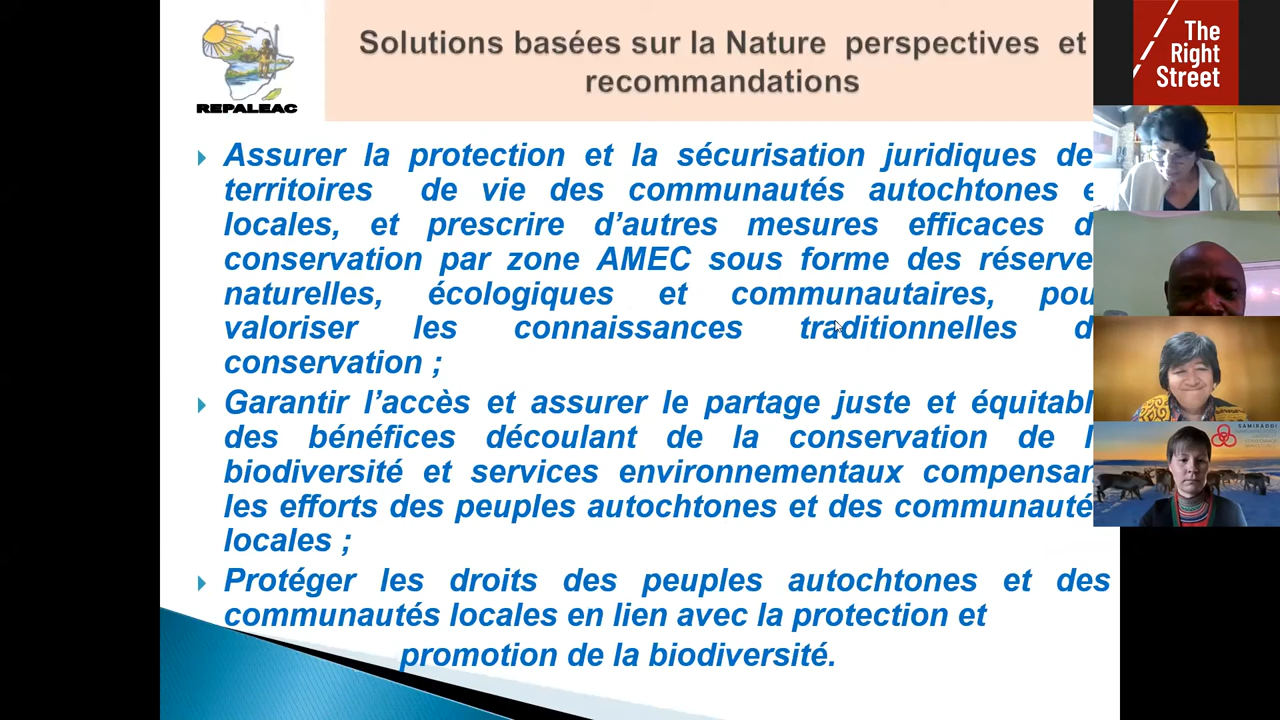 Solutions basées sur la Nature perspectives et
recommandations
REPALEAC
The
Right
Street
Assurer la protection et la sécurisation juridiques de
territoires de vie des communautés autochtones e
locales, et prescrire d'autres mesures efficaces d
conservation par zone AMEC sous forme des réserve
naturelles, écologiques et communautaires, pou
valoriser les connaissances traditionnelles d
conservation ;
Garantir l'accès et assurer le partage juste et équitabl
des bénéfices découlant de la conservation de l
biodiversité et services environnementaux compensan
les efforts des peuples autochtones et des communauté
locales ;
Protéger les droits des peuples autochtones et des
communautés locales en lien avec la protection et
promotion de la biodiversité.
SÁMIRÁĐĐI